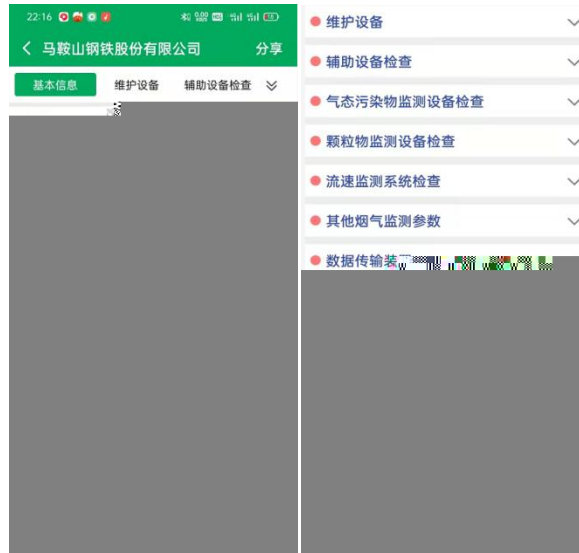 22:16
马鞍山钢铁股份有限公司 分享
基本信息 维护设备 辅助设备检查
维护设备
辅助设备检查
气态污染物监测设备检查
颗粒物监测设备检查
流速监测系统检查
其他烟气监测参数
数据传输装